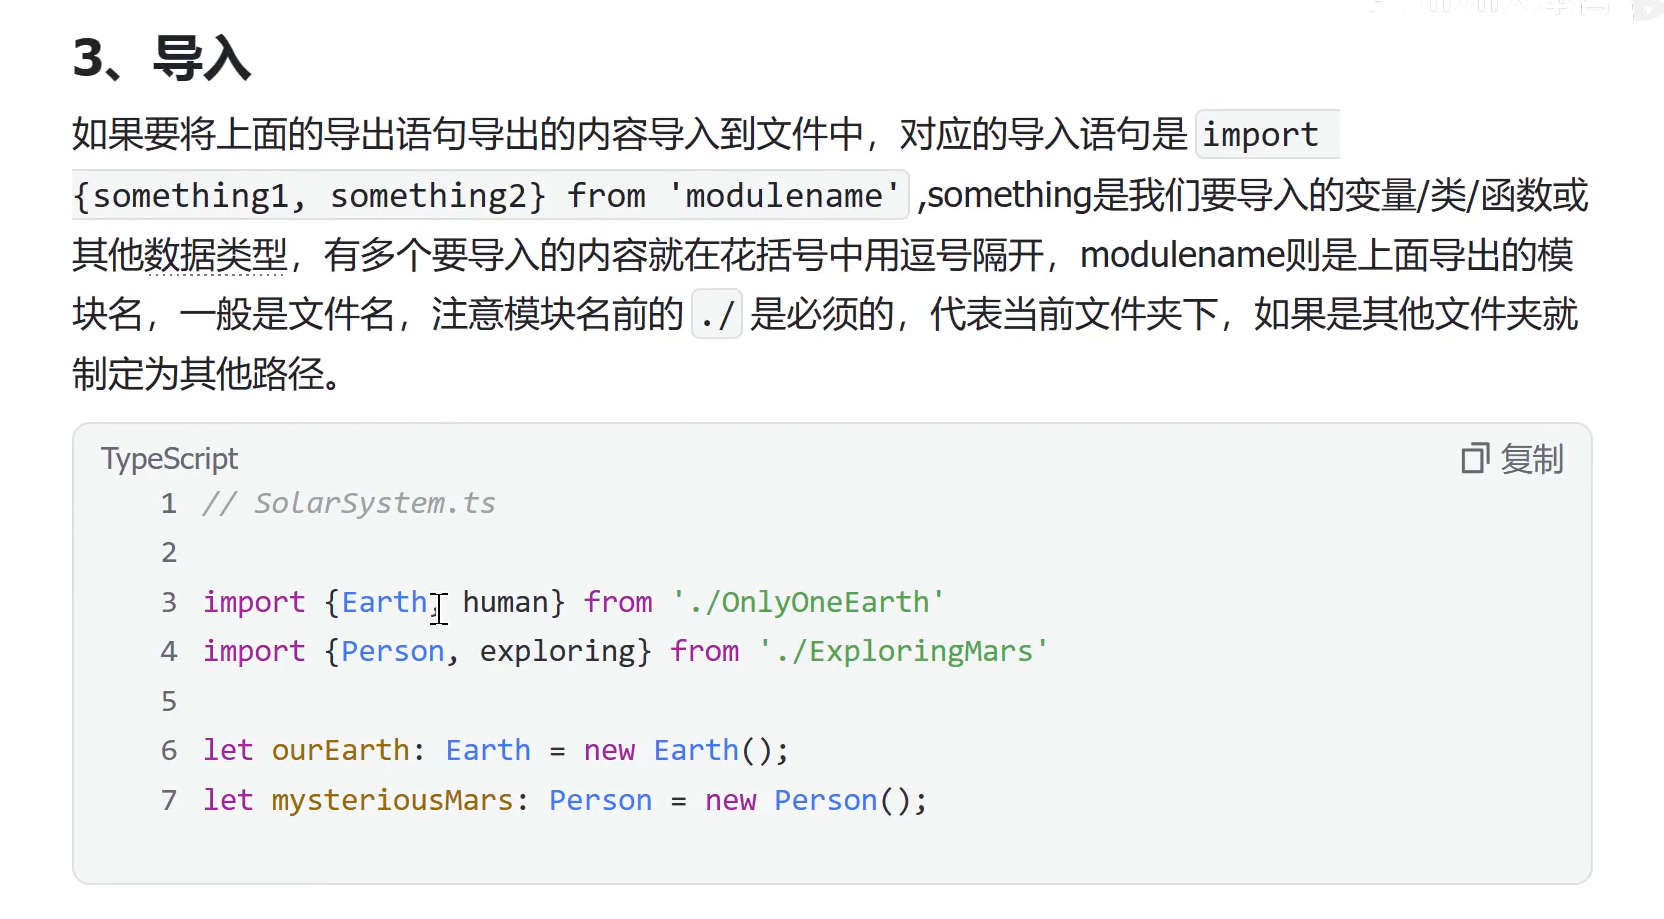 3、导入
如果要将上面的导出语句导出的内容导入到文件中，对应的导入语句是 import
{something1, something2} from 'modulename' ,something是我们要导入的变量/类/函数或
其他数据类型，有多个要导入的内容就在花括号中用逗号隔开，modulename则是上面导出的模
块名，一般是文件名，注意模块名前的 ./ 是必须的，代表当前文件夹下，如果是其他文件夹就
制定为其他路径。
TypeScript 复制
1 // SolarSystem.ts
2
3 import {Earth, human} from './OnlyOneEarth'
4 import {Person, exploring} from './ExploringMars'
5
6 let ourEarth: Earth = new Earth();
7 let mysteriousMars: Person = new Person();